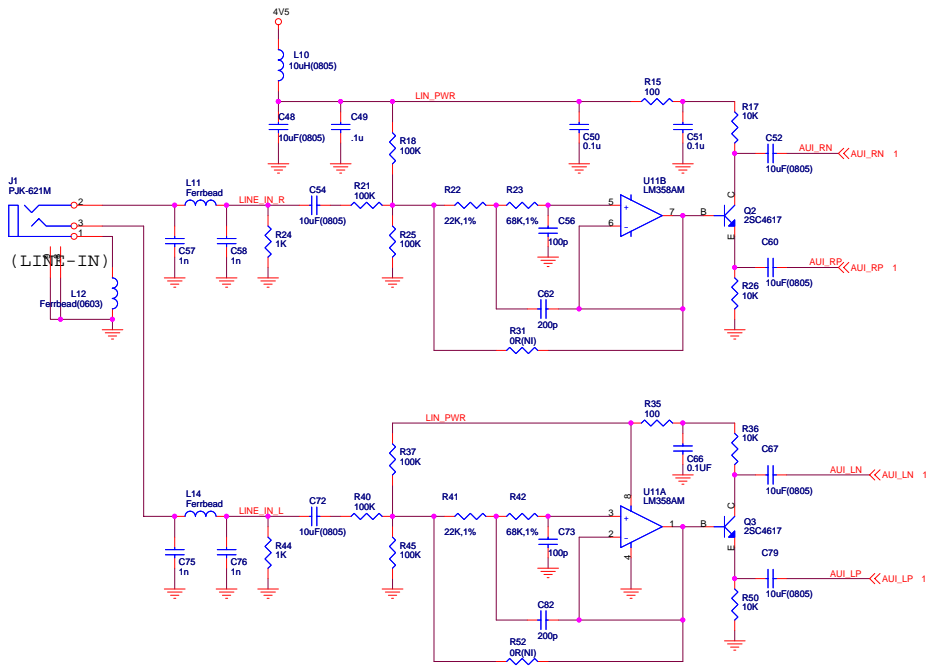 4V5
L10
10uH(0805)
LIN_PWR
C48
10uF(0805)
C49
.1u
R18
100K
C50
0.1u
R15
100
C51
0.1u
R17
10K
C52
10uF(0805)
AUI_RN
AUI_RN 1
J1
PJK-621M
2
3
1
(LINE-IN)
L11
Ferrbead
LINE_IN_R
C54
10uF(0805)
R21
100K
R22
22K,1%
R23
68K,1%
C56
100p
U11B
LM358AM
5
6
7
+
-
B
C
E
Q2
2SC4617
C57
1n
C58
1n
R24
1K
R25
100K
C60
10uF(0805)
AUI_RP
AUI_RP 1
R26
10K
L12
Ferrbead(0603)
C62
200p
R31
0R(NI)
LIN_PWR
R35
100
C66
0.1UF
R36
10K
C67
10uF(0805)
AUI_LN
AUI_LN 1
R37
100K
L14
Ferrbead
LINE_IN_L
C72
10uF(0805)
R40
100K
R41
22K,1%
R42
68K,1%
C73
100p
U11A
LM358AM
8
3
2
1
4
+
-
B
C
E
Q3
2SC4617
C75
1n
C76
1n
R44
1K
R45
100K
C79
10uF(0805)
AUI_LP
AUI_LP 1
R50
10K
C82
200p
R52
0R(NI)